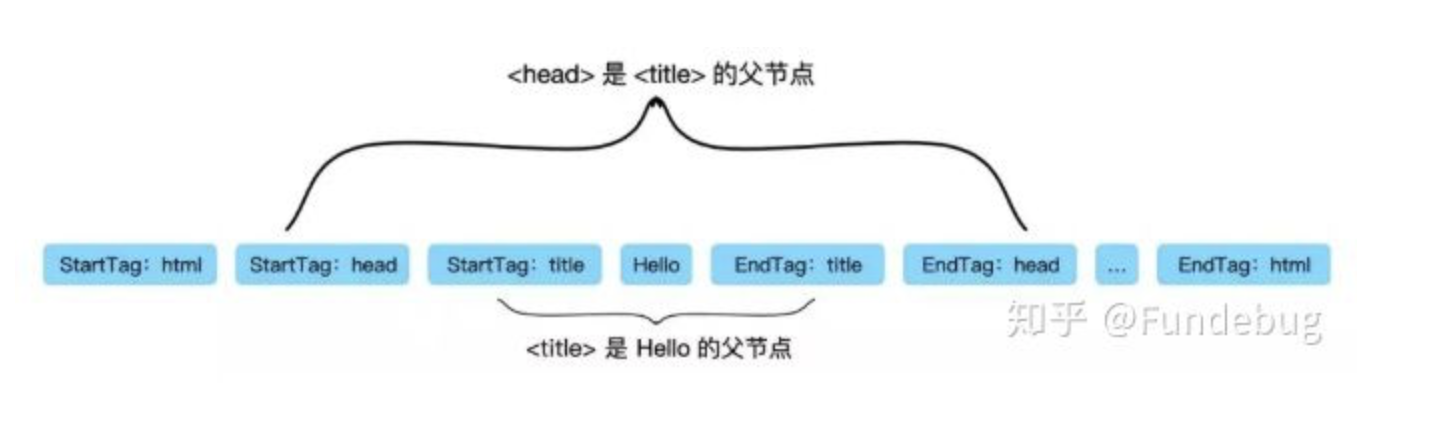 <head> 是 <title> 的父节点
StartTag：html StartTag：head StartTag：title Hello EndTag：title EndTag：head ... EndTag：html
<title> 是 Hello 的父节点
知乎 @Fundebug